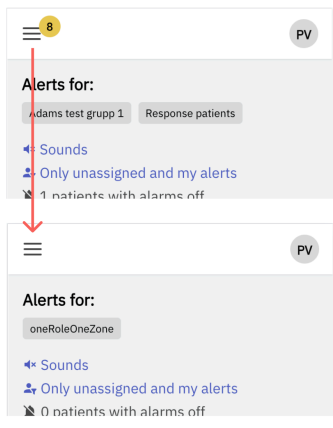 8
PV
Alerts for:
Adams test grupp 1 Response patients
Sounds
Only unassigned and my alerts
1 patients with alarms off
PV
Alerts for:
oneRoleOneZone
Sounds
Only unassigned and my alerts
0 patients with alarms off